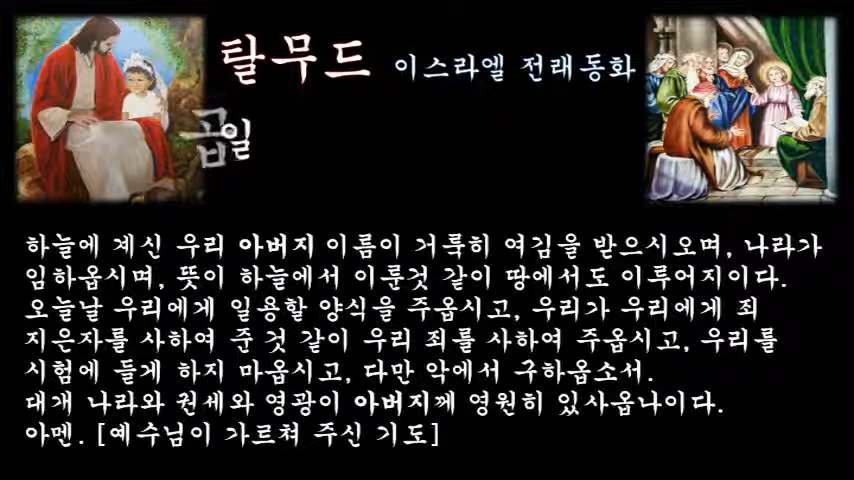 탈무드 이스라엘 전래동화
곱일
하늘에 계신 우리 아버지 이름이 거룩히 여김을 받으시오며, 나라가
임하옵시며, 뜻이 하늘에서 이룬것 같이 땅에서도 이루어지이다.
오늘날 우리에게 일용할 양식을 주옵시고, 우리가 우리에게 죄
지은자를 사하여 준 것 같이 우리 죄를 사하여 주옵시고, 우리를
시험에 들게 하지 마옵시고, 다만 악에서 구하옵소서.
대개 나라와 원세와 영광이 아버지께 영원히 있사옵나이다.
아멘. [예수님이 가르쳐 주신 기도]